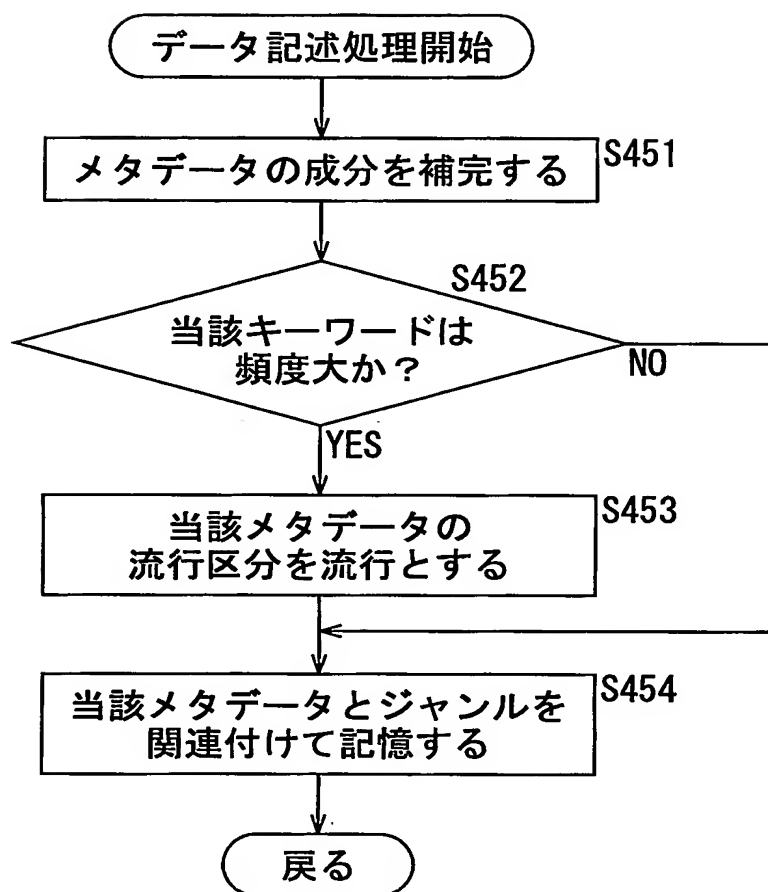 データ記述処理開始
メタデータの成分を補完する
S451
S452
当該キーワードは
頻度大か？
NO
YES
S453
当該メタデータの
流行区分を流行とする
S454
当該メタデータとジャンルを
関連付けて記憶する
戻る